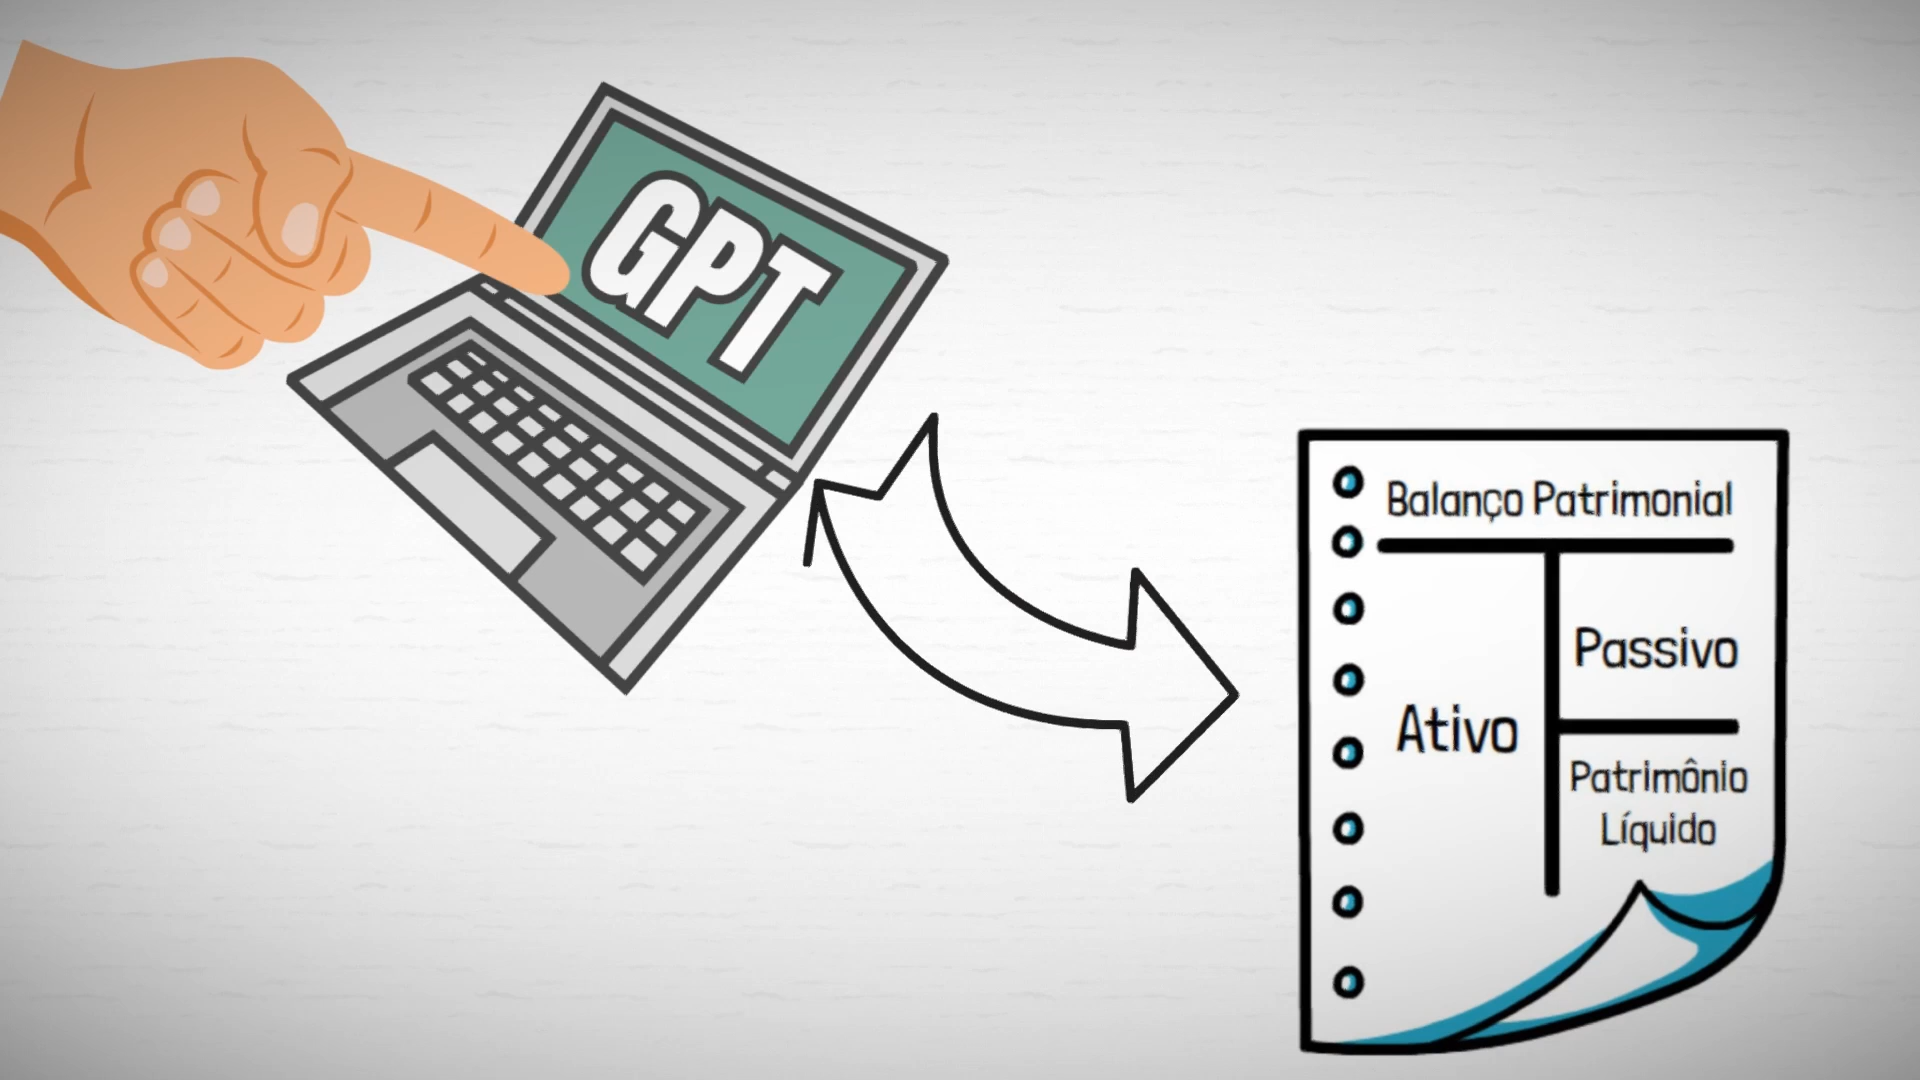 GPT
Balanço Patrimonial
Ativo
Passivo
Patrimônio
Líquido